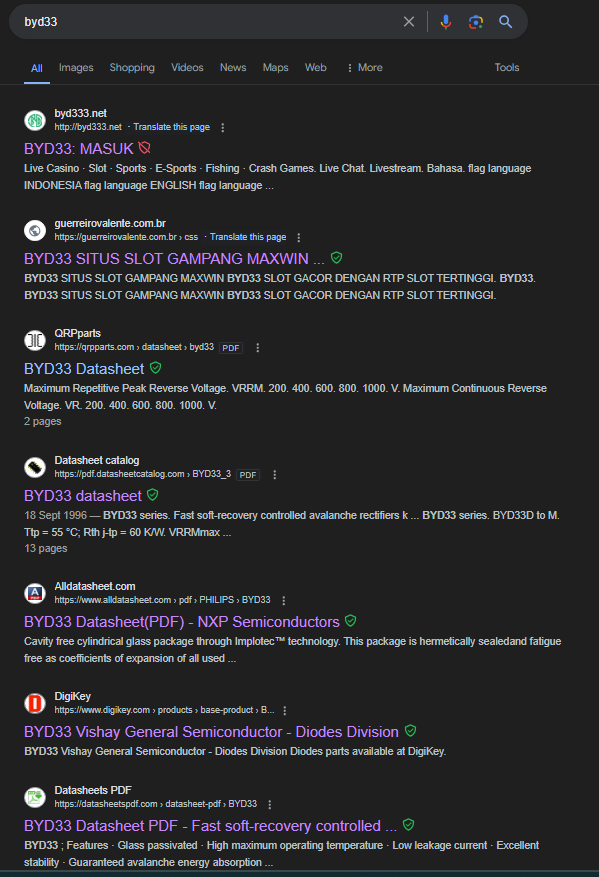 byd33
All Images Shopping Videos News Maps Web More Tools
byd333.net
http://byd333.net · Translate this page
BYD33: MASUK
Live Casino · Slot · Sports · E-Sports · Fishing · Crash Games. Live Chat. Livestream. Bahasa. flag language
INDONESIA flag language ENGLISH flag language ...
guerreirovalente.com.br
https://guerreirovalente.com.br › css · Translate this page
BYD33 SITUS SLOT GAMPANG MAXWIN ...
BYD33 SITUS SLOT GAMPANG MAXWIN BYD33 SLOT GACOR DENGAN RTP SLOT TERTINGGI. BYD33.
BYD33 SITUS SLOT GAMPANG MAXWIN BYD33 SLOT GACOR DENGAN RTP SLOT TERTINGGI.
QRPparts
https://qrpparts.com › datasheet › byd33 PDF
BYD33 Datasheet
Maximum Repetitive Peak Reverse Voltage. VRRM. 200. 400. 600. 800. 1000. V. Maximum Continuous Reverse
Voltage. VR. 200. 400. 600. 800. 1000. V.
2 pages
Datasheet catalog
https://pdf.datasheetcatalog.com › BYD33_3 PDF
BYD33 datasheet
18 Sept 1996 — BYD33 series. Fast soft-recovery controlled avalanche rectifiers k ... BYD33 series. BYD33D to M.
Ttp = 55 °C; Rth j-tp = 60 K/W. VRRMmax ...
13 pages
Alldatasheet.com
https://www.alldatasheet.com › pdf › PHILIPS › BYD33
BYD33 Datasheet(PDF) - NXP Semiconductors
Cavity free cylindrical glass package through Implotec™ technology. This package is hermetically sealedand fatigue
free as coefficients of expansion of all used ...
DigiKey
https://www.digikey.com › products › base-product › B...
BYD33 Vishay General Semiconductor - Diodes Division
BYD33 Vishay General Semiconductor - Diodes Division Diodes parts available at DigiKey.
Datasheets PDF
https://datasheetspdf.com › datasheet-pdf › BYD33
BYD33 Datasheet PDF - Fast soft-recovery controlled ...
BYD33 ; Features · Glass passivated · High maximum operating temperature · Low leakage current · Excellent
stability · Guaranteed avalanche energy absorption ...